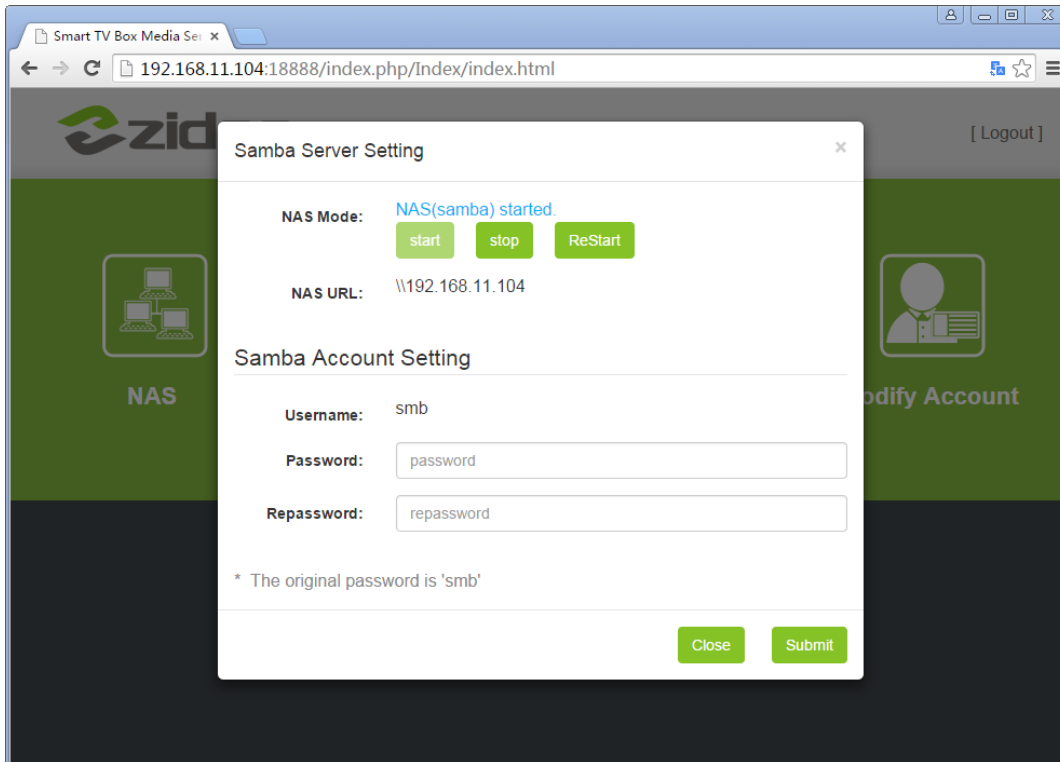 Smart TV Box Media Ser
192.168.11.104:18888/index.php/Index/index.html
[ Logout ]
Samba Server Setting
×
NAS Mode:
NAS(samba) started.
start stop ReStart
NAS URL:
\\192.168.11.104
NAS
odify Account
Samba Account Setting
Username:
smb
Password:
password
Repassword:
repassword
* The original password is 'smb'
Close Submit